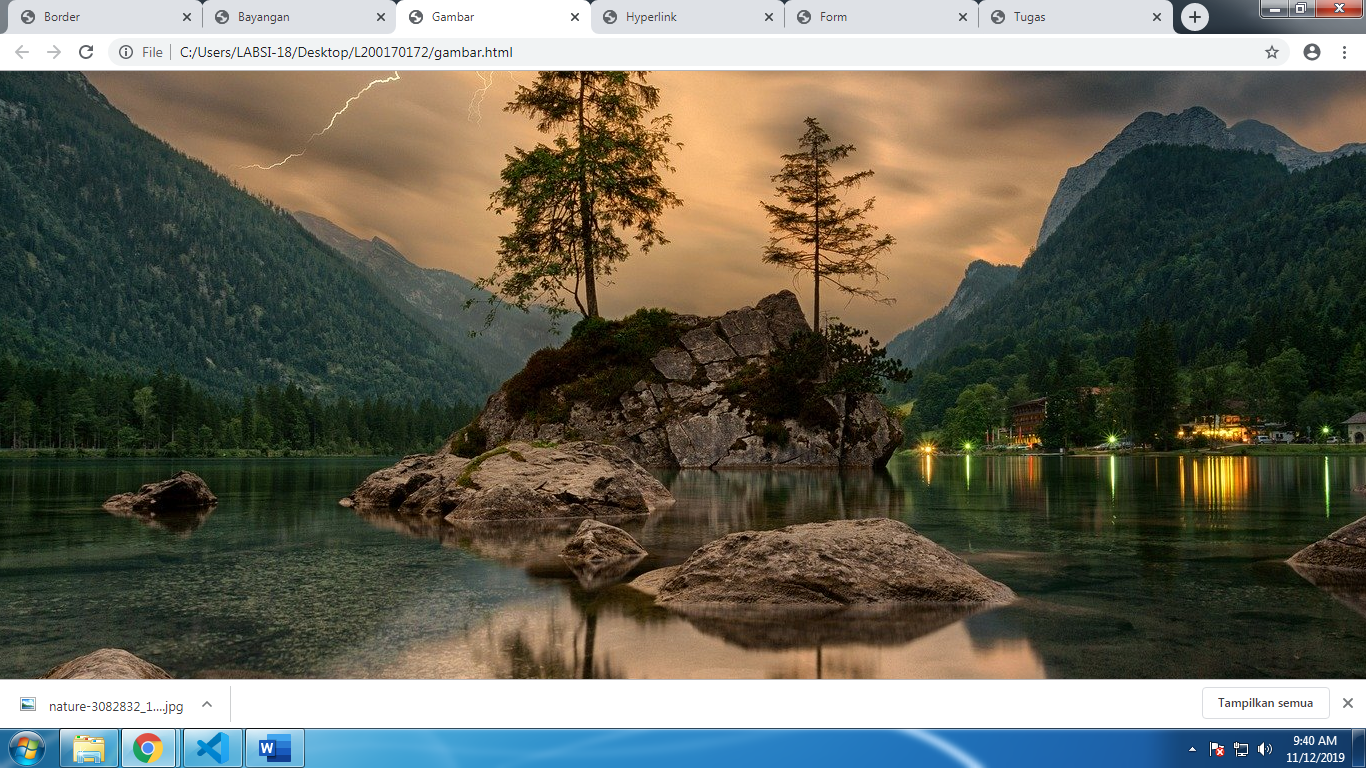 Border
Bayangan
Gambar
Hyperlink
Form
Tugas
File
C:/Users/LABSI-18/Desktop/L200170172/gambar.html
nature-3082832_1....jpg
Tampilkan semua
W
9:40 AM
11/12/2019